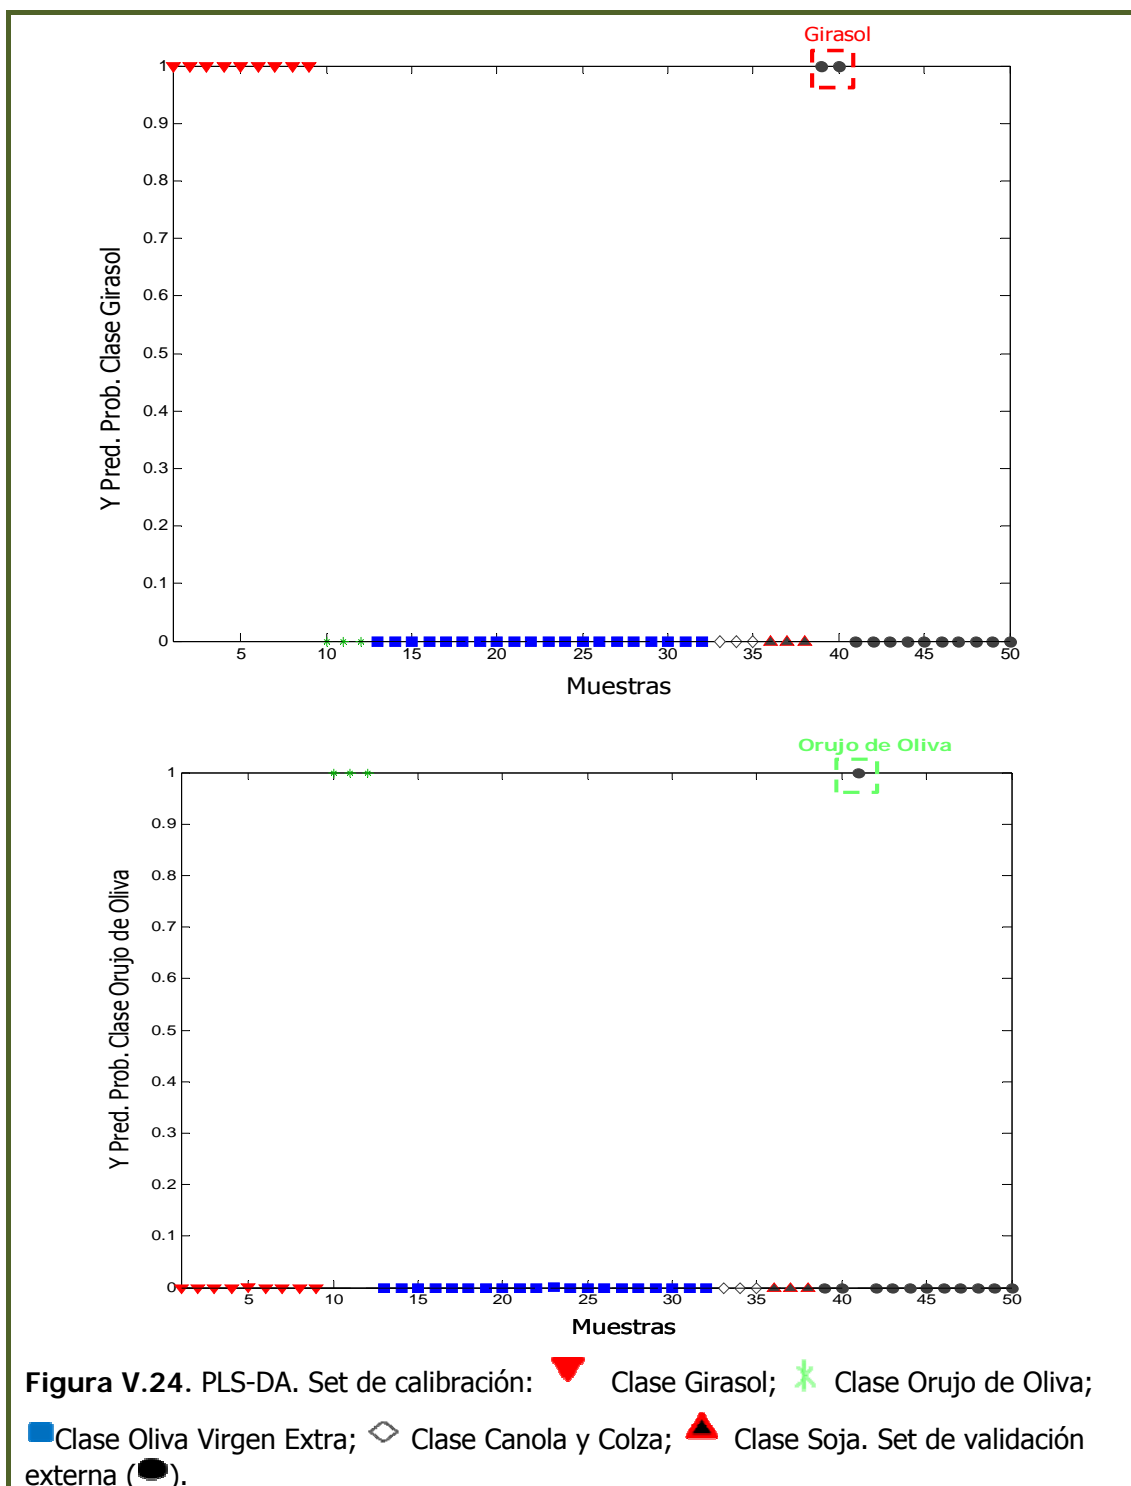 Girasol
1
0.9
0.8
0.7
0.6
0.5
0.4
0.3
0.2
0.1
0
Y Pred. Prob. Clase Girasol
5 10 15 20 25 30 35 40 45 50
Muestras
Orujo de Oliva
1
0.9
0.8
0.7
0.6
0.5
0.4
0.3
0.2
0.1
0
Y Pred. Prob. Clase Orujo de Oliva
5 10 15 20 25 30 35 40 45 50
Muestras
Figura V.24. PLS-DA. Set de calibración: Clase Girasol; Clase Orujo de Oliva;
Clase Oliva Virgen Extra; Clase Canola y Colza; Clase Soja. Set de validación
externa ( ).